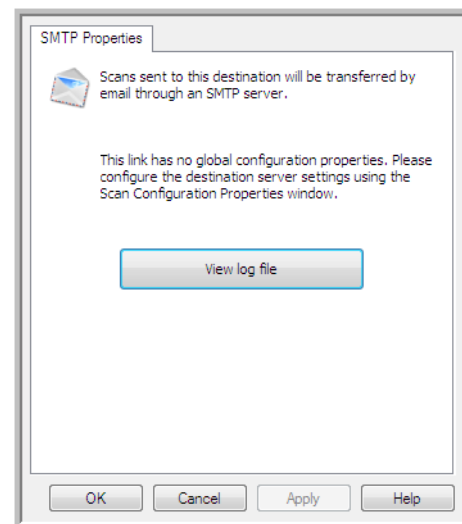 SMTP Properties
Scans sent to this destination will be transferred by
email through an SMTP server.
This link has no global configuration properties. Please
configure the destination server settings using the
Scan Configuration Properties window.
View log file
OK Cancel Apply Help